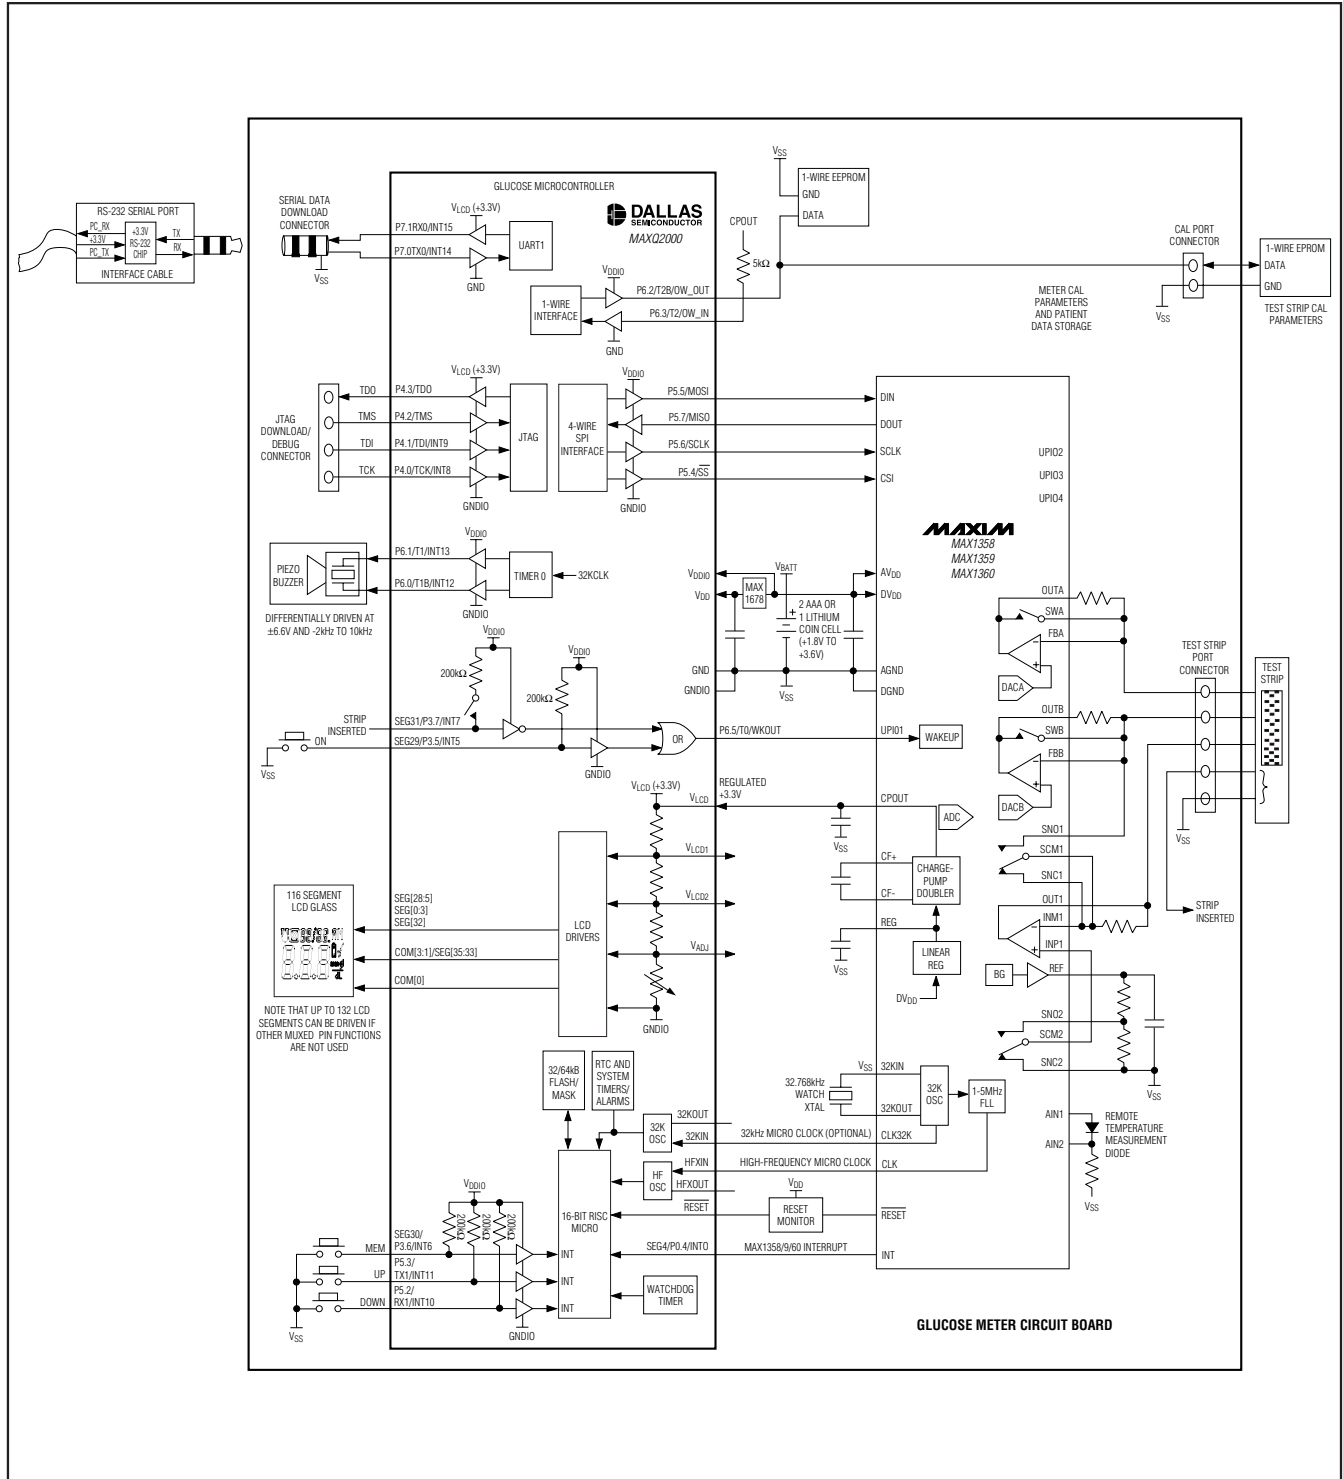 RS-232 SERIAL PORT
PC_RX
+3.3V
PC_TX
+3.3V
RS-232
CHIP
TX
RX
INTERFACE CABLE
SERIAL DATA
DOWNLOAD
CONNECTOR
VSS
GLUCOSE MICROCONTROLLER
DALLAS
SEMICONDUCTOR
MAXQ2000
P7.1RX0/INT15
P7.0TX0/INT14
VLCD (+3.3V)
UART1
GND
1-WIRE
INTERFACE
VDDIO
P6.2/T2B/OW_OUT
P6.3/T2/OW_IN
GND
VSS
1-WIRE EEPROM
GND
DATA
CPOUT
5kΩ
METER CAL
PARAMETERS
AND PATIENT
DATA STORAGE
CAL PORT
CONNECTOR
VSS
1-WIRE EPROM
DATA
GND
TEST STRIP CAL
PARAMETERS
JTAG
DOWNLOAD/
DEBUG
CONNECTOR
TDO
TMS
TDI
TCK
P4.3/TDO
P4.2/TMS
P4.1/TDI/INT9
P4.0/TCK/INT8
VLCD (+3.3V)
GNDIO
JTAG
4-WIRE
SPI
INTERFACE
VDDIO
GNDIO
P5.5/MOSI
P5.7/MISO
P5.6/SCLK
P5.4/S̅S̅
DIN
DOUT
SCLK
CSI
UPIO2
UPIO3
UPIO4
MAXIM
MAX1358
MAX1359
MAX1360
PIEZO
BUZZER
DIFFERENTIALLY DRIVEN AT
±6.6V AND -2kHz TO 10kHz
P6.1/T1/INT13
P6.0/T1B/INT12
VDDIO
GNDIO
TIMER 0
32KCLK
VDDIO
VDD
GND
GNDIO
MAX
1678
VBATT
+ 2 AAA OR
1 LITHIUM
COIN CELL
(+1.8V TO
+3.6V)
VSS
AVDD
DVDD
AGND
DGND
STRIP
INSERTED
ON
VSS
SEG31/P3.7/INT7
SEG29/P3.5/INT5
VDDIO
200kΩ
VDDIO
200kΩ
GNDIO
OR
P6.5/T0/WKOUT
UPIO1
WAKEUP
OUTA
SWA
FBA
DACA
OUTB
SWB
FBB
DACB
TEST STRIP
PORT
CONNECTOR
TEST
STRIP
VSS
STRIP
INSERTED
VLCD (+3.3V)
VLCD
REGULATED
+3.3V
VLCD1
VLCD2
VADJ
GNDIO
LCD
DRIVERS
VSS
CPOUT
CF+
CF-
REG
VSS
ADC
CHARGE-
PUMP
DOUBLER
LINEAR
REG
DVDD
SNO1
SCM1
SNC1
OUT1
INM1
INP1
BG
REF
SNO2
SCM2
SNC2
VSS
116 SEGMENT
LCD GLASS
SEG[28:5]
SEG[0:3]
SEG[32]
COM[3:1]/SEG[35:33]
COM[0]
NOTE THAT UP TO 132 LCD
SEGMENTS CAN BE DRIVEN IF
OTHER MUXED PIN FUNCTIONS
ARE NOT USED
32/64kB
FLASH/
MASK
RTC AND
SYSTEM
TIMERS/
ALARMS
32K
OSC
32KOUT
32KIN
HF
OSC
HFXIN
HFXOUT
R̅E̅S̅E̅T̅
32kHz MICRO CLOCK (OPTIONAL)
HIGH-FREQUENCY MICRO CLOCK
VSS
32.768kHz
WATCH
XTAL
32KIN
32KOUT
32K
OSC
1-5MHz
FLL
CLK32K
CLK
VDD
RESET
MONITOR
R̅E̅S̅E̅T̅
INT
AIN1
AIN2
REMOTE
TEMPERATURE
MEASUREMENT
DIODE
VSS
SEG4/P0.4/INTO
MAX1358/9/60 INTERRUPT
16-BIT RISC
MICRO
INT
INT
INT
WATCHDOG
TIMER
VDDIO
200kΩ
200kΩ
200kΩ
GNDIO
MEM
UP
DOWN
VSS
SEG30/
P3.6/INT6
P5.3/
TX1/INT11
P5.2/
RX1/INT10
GLUCOSE METER CIRCUIT BOARD